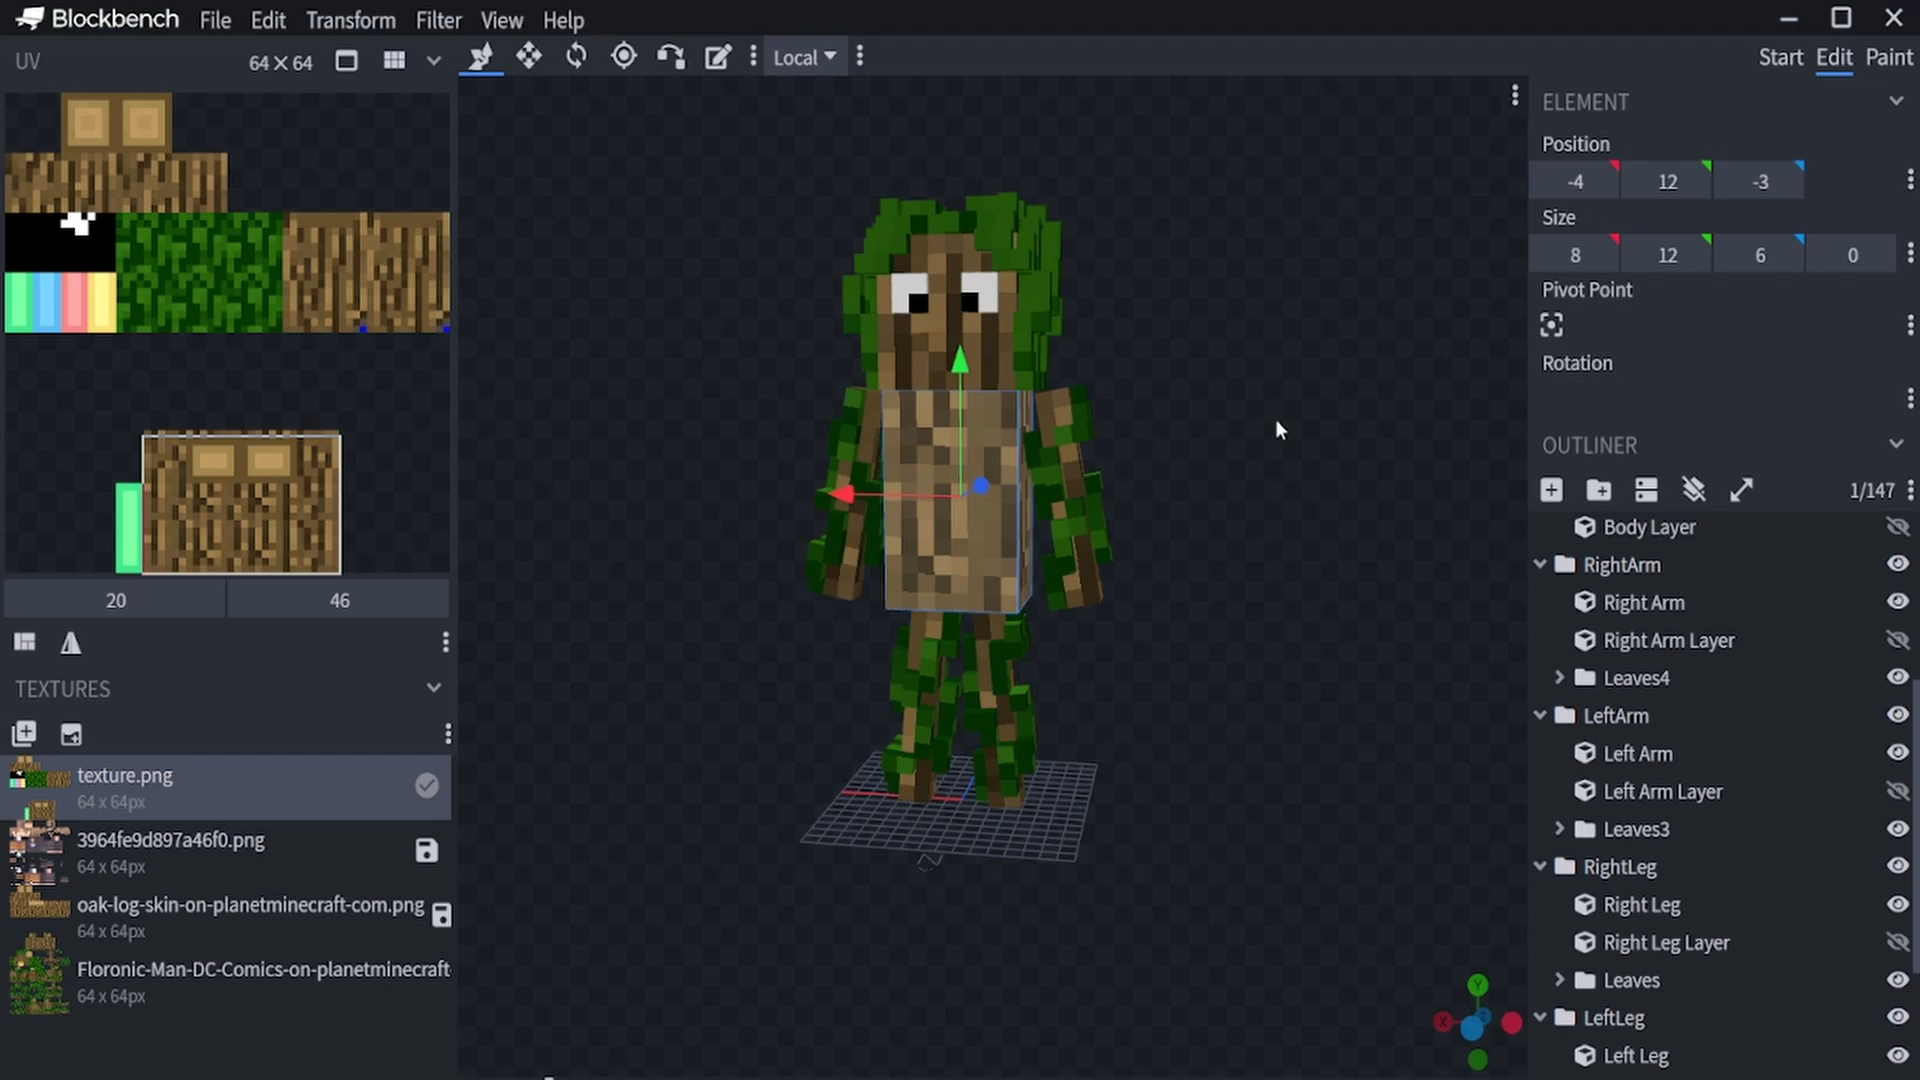 Blockbench File Edit Transform Filter View Help
UV 64 × 64 Local Start Edit Paint
ELEMENT
Position
-4 12 -3
Size
8 12 6 0
Pivot Point
Rotation
OUTLINER
1/147
Body Layer
RightArm
Right Arm
Right Arm Layer
Leaves4
LeftArm
Left Arm
Left Arm Layer
Leaves3
RightLeg
Right Leg
Right Leg Layer
Leaves
LeftLeg
Left Leg
20 46
TEXTURES
texture.png
64 x 64px
3964fe9d897a46f0.png
64 x 64px
oak-log-skin-on-planetminecraft-com.png
64 x 64px
Floronic-Man-DC-Comics-on-planetminecraft-
64 x 64px
Y
X
Z